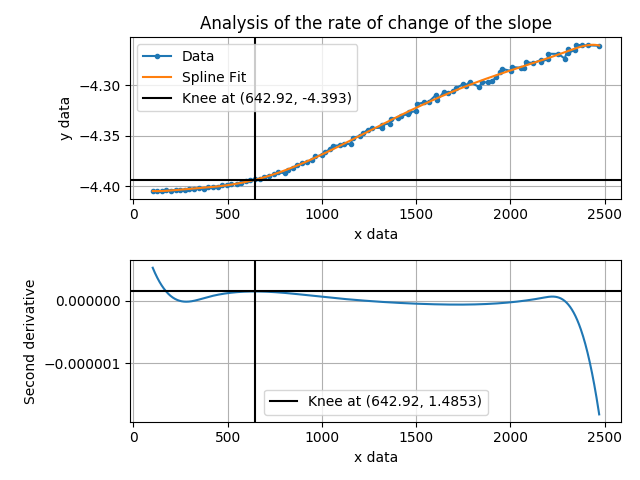 Analysis of the rate of change of the slope
Data
Spline Fit
Knee at (642.92, -4.393)
y data
−4.30
−4.35
−4.40
0 500 1000 1500 2000 2500
x data
Second derivative
0.000000
−0.000001
Knee at (642.92, 1.4853)
0 500 1000 1500 2000 2500
x data